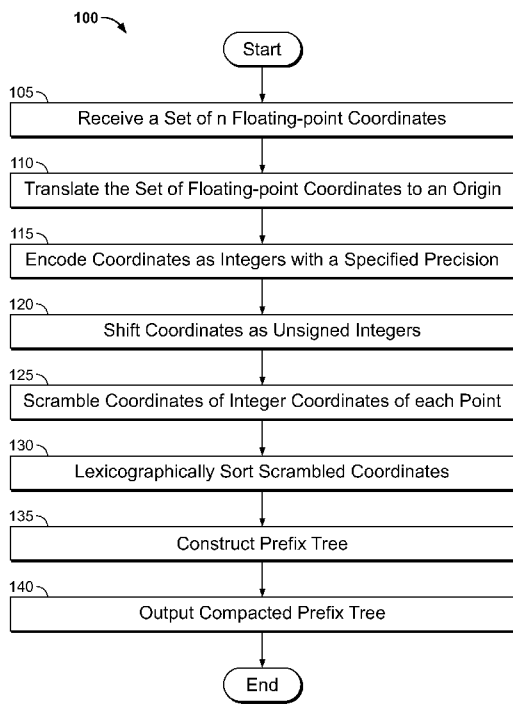 100
Start
105
Receive a Set of n Floating-point Coordinates
110
Translate the Set of Floating-point Coordinates to an Origin
115
Encode Coordinates as Integers with a Specified Precision
120
Shift Coordinates as Unsigned Integers
125
Scramble Coordinates of Integer Coordinates of each Point
130
Lexicographically Sort Scrambled Coordinates
135
Construct Prefix Tree
140
Output Compacted Prefix Tree
End